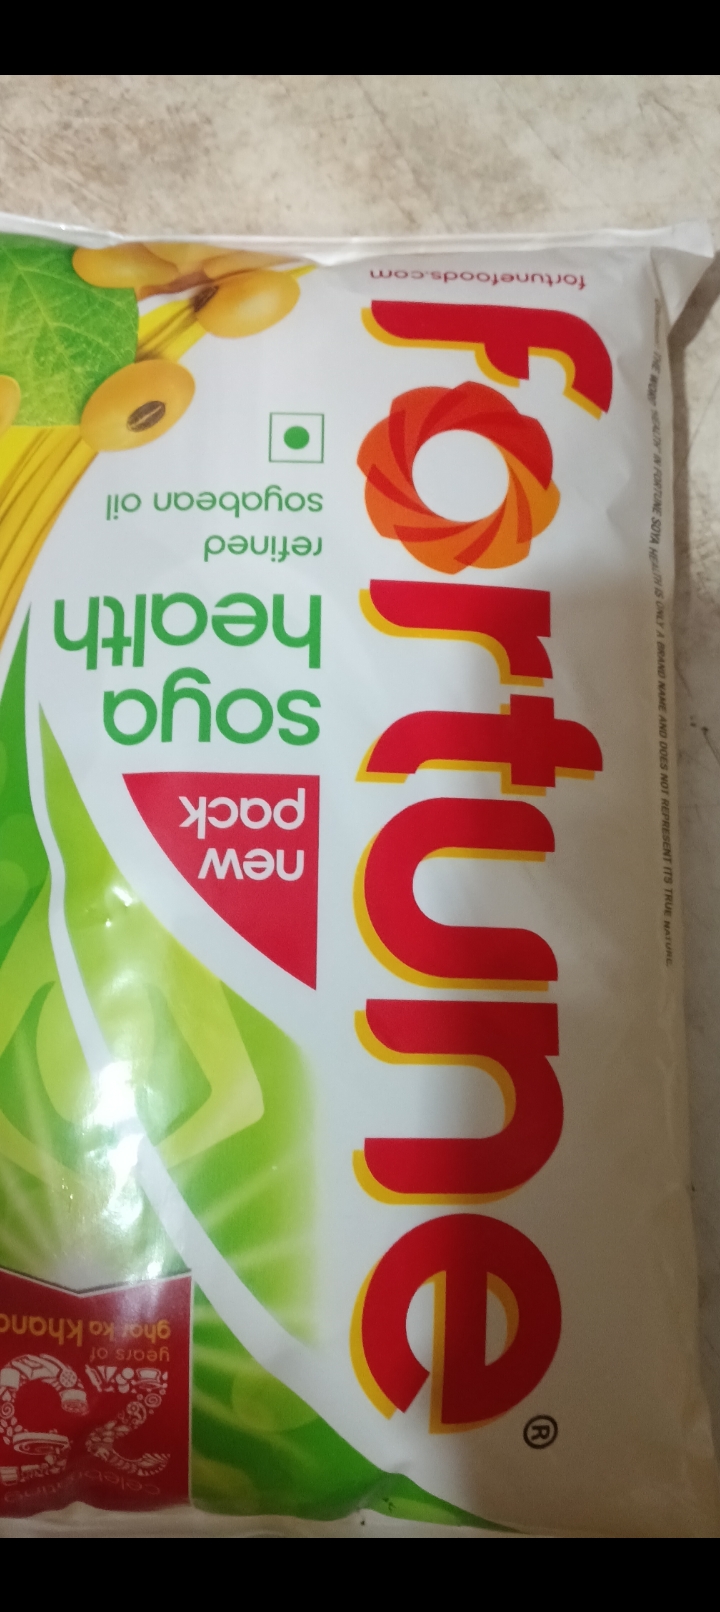 fortunefoods.com
fortune®
new
pack
soya
health
refined
soyabean oil
THE WORD 'HEALTH' IN FORTUNE SOYA HEALTH IS ONLY A BRAND NAME AND DOES NOT REPRESENT ITS TRUE NATURE.
25
years of
ghar ka khana